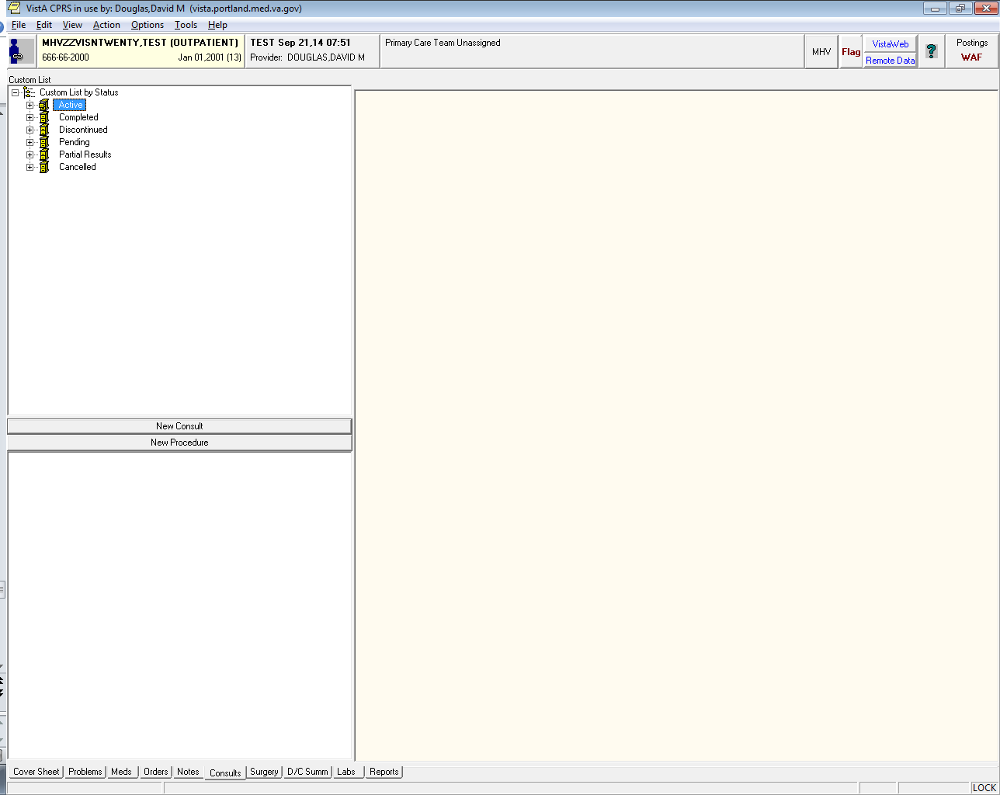 VistA CPRS in use by: Douglas,David M (vista.portland.med.va.gov)
File Edit View Action Options Tools Help
MHVZZVISNTWENTY,TEST (OUTPATIENT)
666-66-2000 Jan 01,2001 (13)
TEST Sep 21,14 07:51
Provider: DOUGLAS,DAVID M
Primary Care Team Unassigned
MHV
Flag
VistaWeb
Remote Data
?
Postings
WAF
Custom List
Custom List by Status
Active
Completed
Discontinued
Pending
Partial Results
Cancelled
New Consult
New Procedure
Cover Sheet Problems Meds Orders Notes Consults Surgery D/C Summ Labs Reports
LOCK